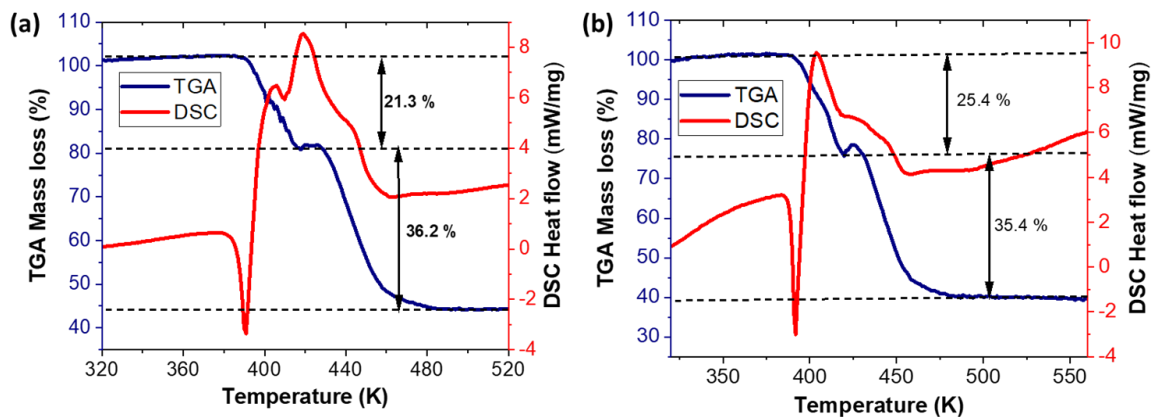 (a)
110
100
90
80
70
60
50
40
TGA Mass loss (%)
TGA
DSC
21.3 %
36.2 %
8
6
4
2
0
-2
-4
DSC Heat flow (mW/mg)
320 360 400 440 480 520
Temperature (K)
(b)
110
100
90
80
70
60
50
40
30
TGA Mass loss (%)
TGA
DSC
25.4 %
35.4 %
10
8
6
4
2
0
-2
-4
DSC Heat flow (mW/mg)
350 400 450 500 550
Temperature (K)